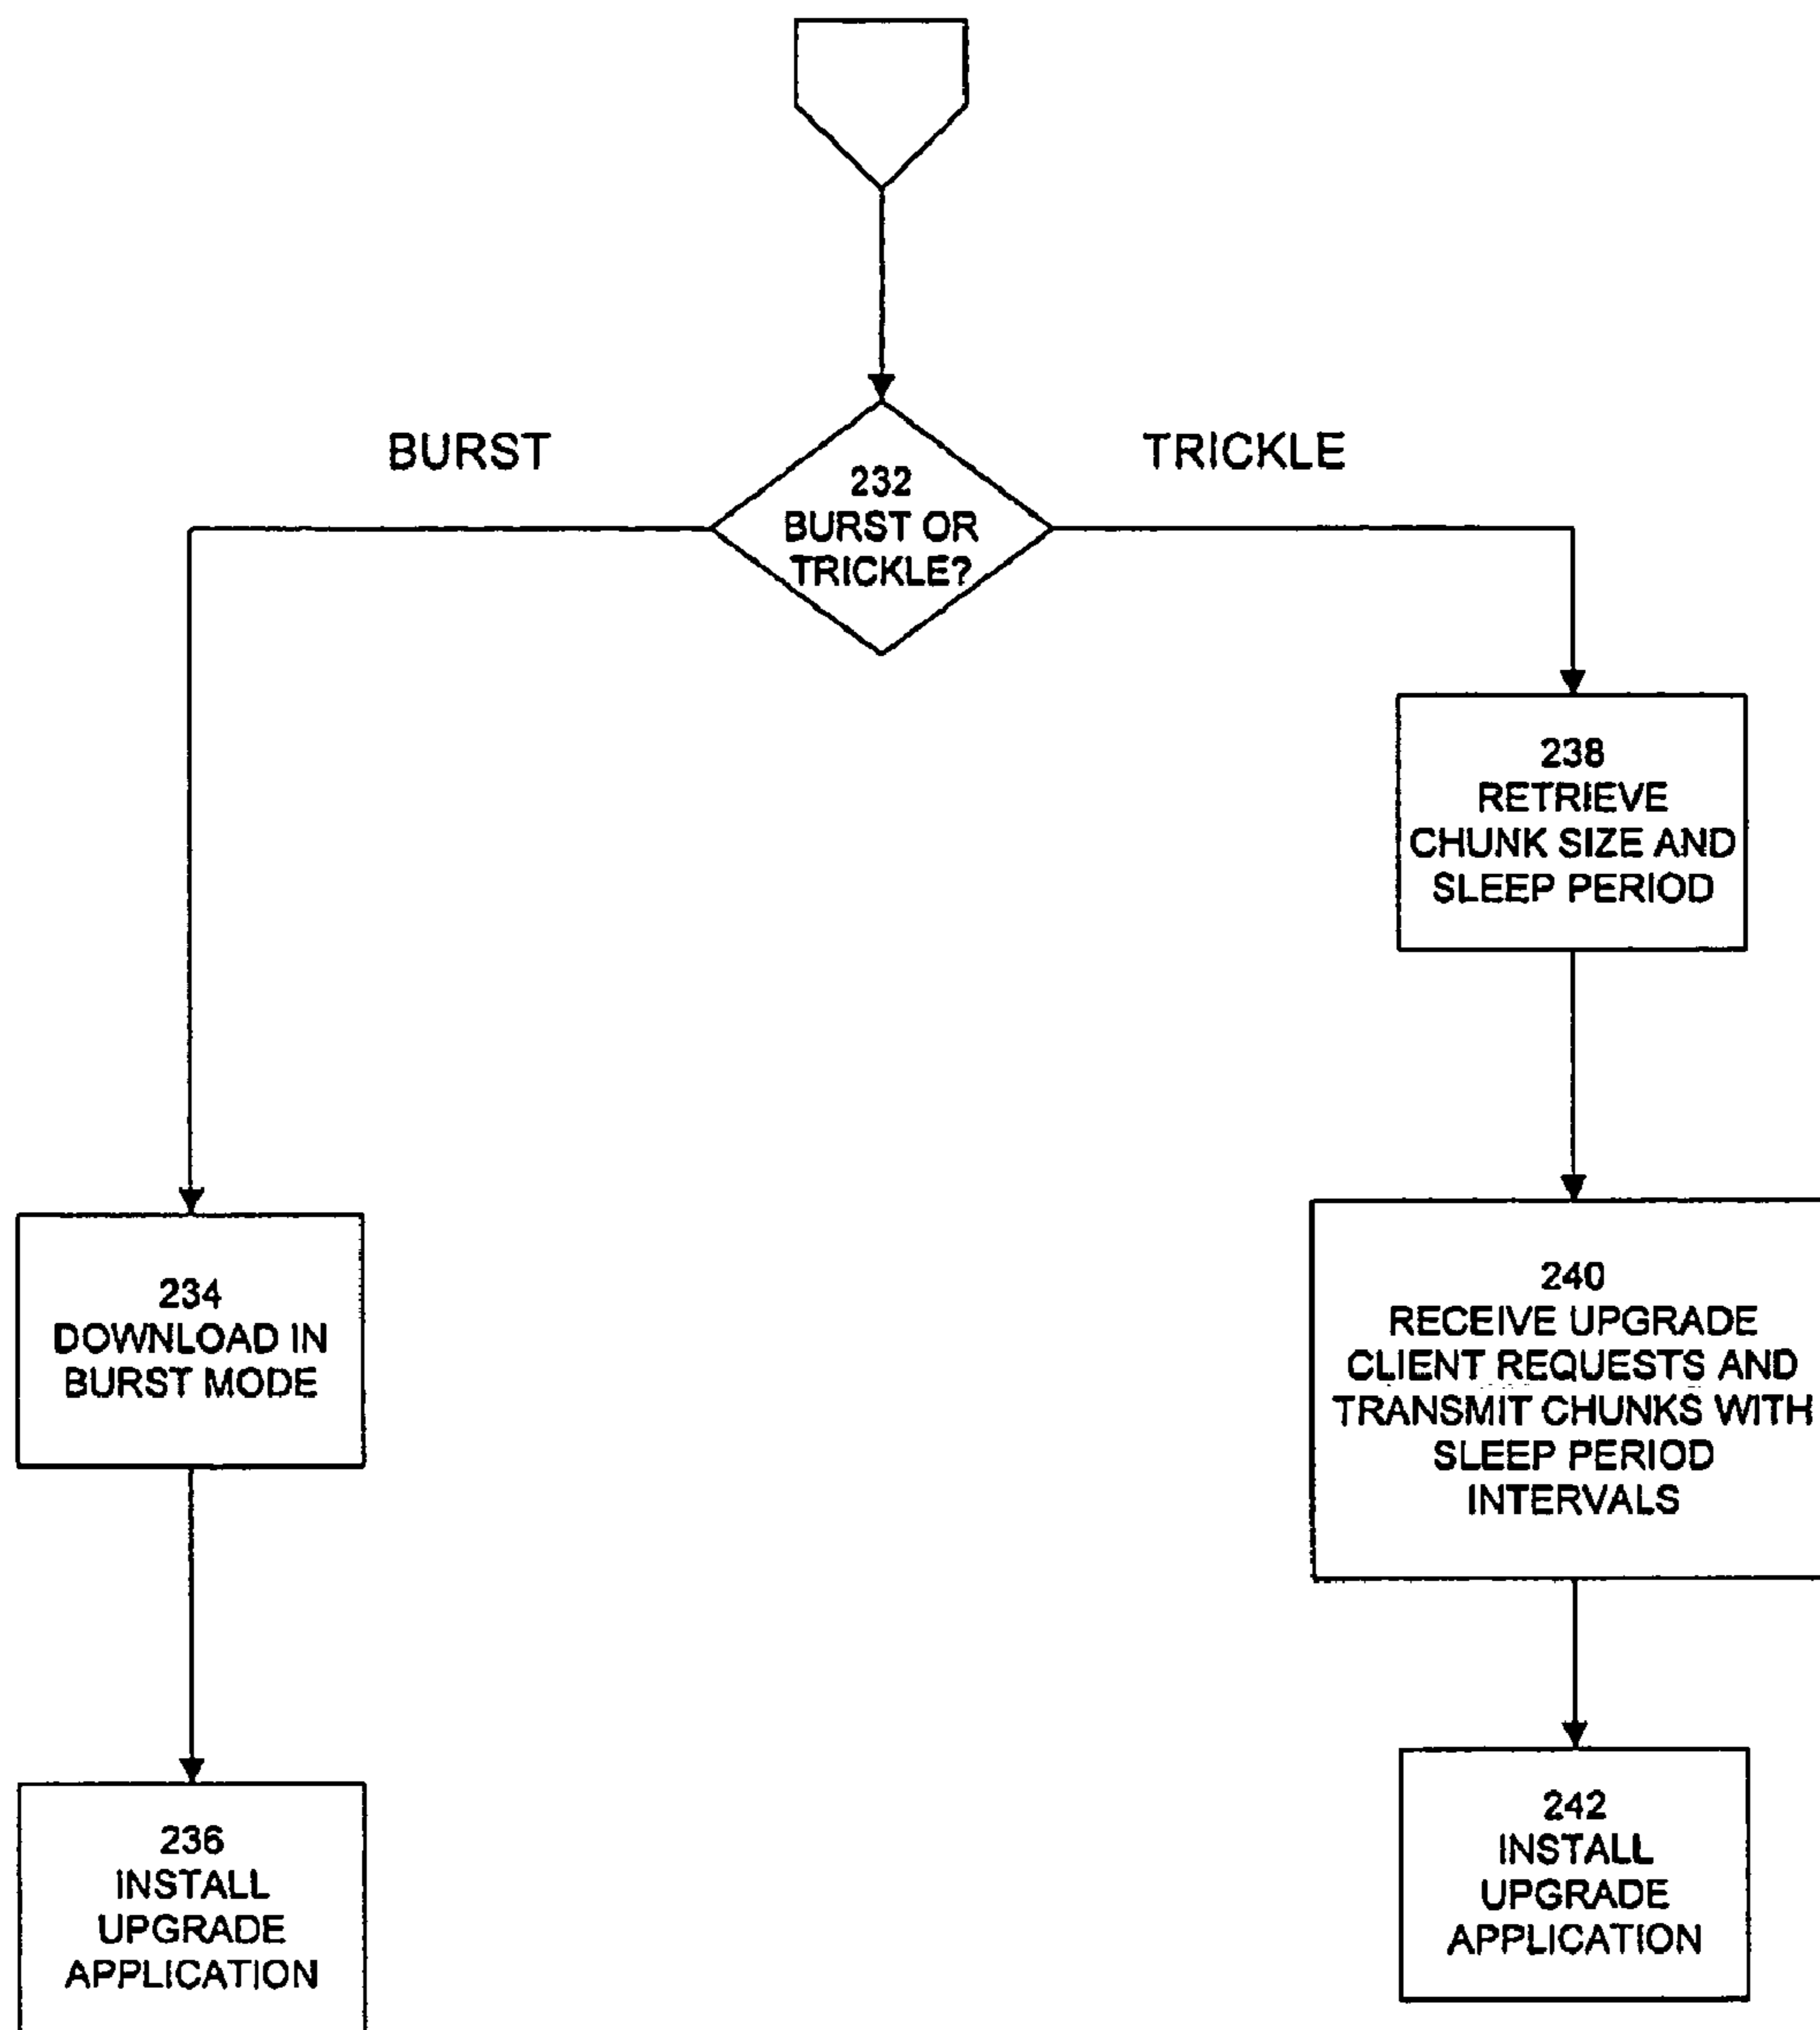 BURST
TRICKLE
232
BURST OR
TRICKLE?
238
RETRIEVE
CHUNK SIZE AND
SLEEP PERIOD
234
DOWNLOAD IN
BURST MODE
240
RECEIVE UPGRADE
CLIENT REQUESTS AND
TRANSMIT CHUNKS WITH
SLEEP PERIOD
INTERVALS
236
INSTALL
UPGRADE
APPLICATION
242
INSTALL
UPGRADE
APPLICATION